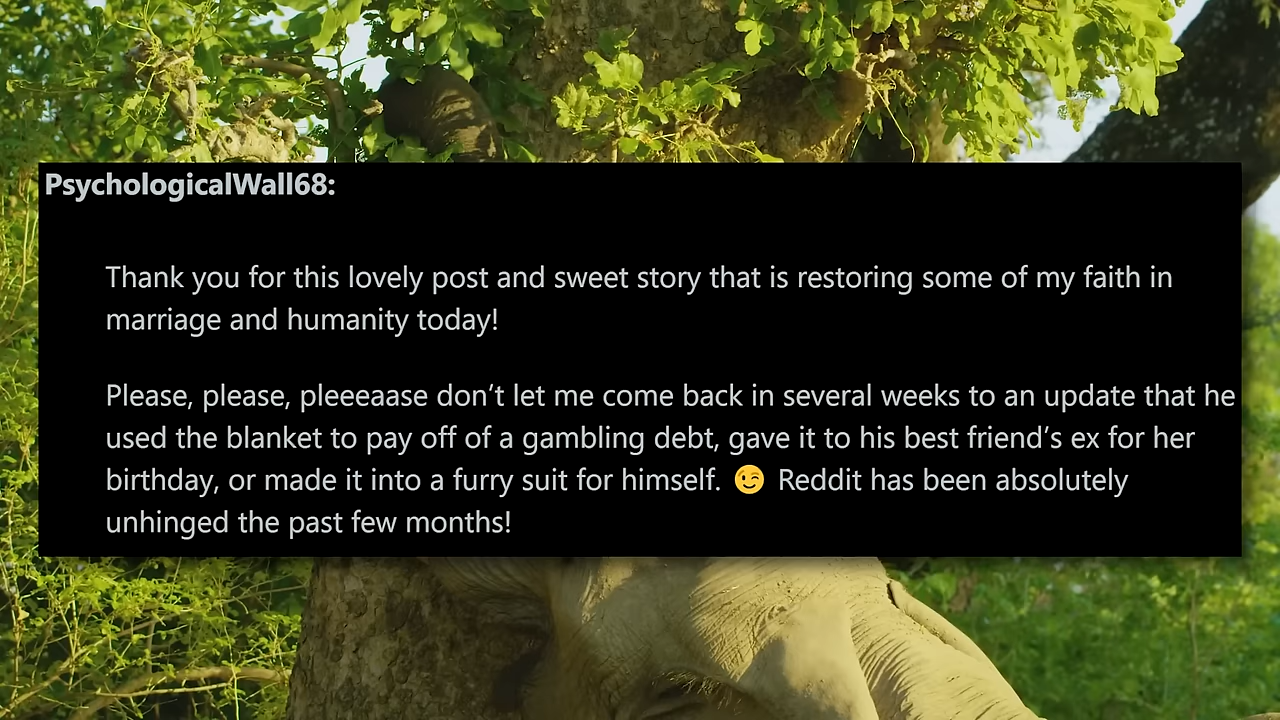 PsychologicalWall68:
Thank you for this lovely post and sweet story that is restoring some of my faith in
marriage and humanity today!
Please, please, pleeeaase don’t let me come back in several weeks to an update that he
used the blanket to pay off of a gambling debt, gave it to his best friend’s ex for her
birthday, or made it into a furry suit for himself. 😉 Reddit has been absolutely
unhinged the past few months!